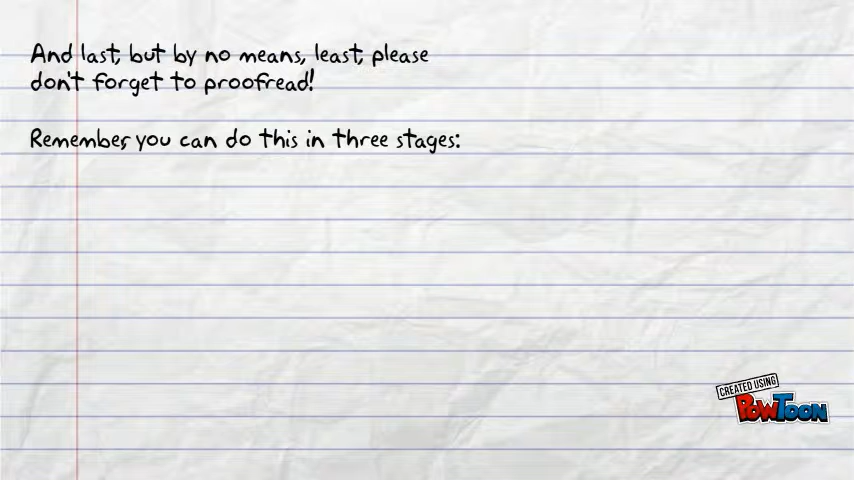 And last, but by no means, least, please
don't forget to proofread!
Remember, you can do this in three stages:
CREATED USING
POWTOON